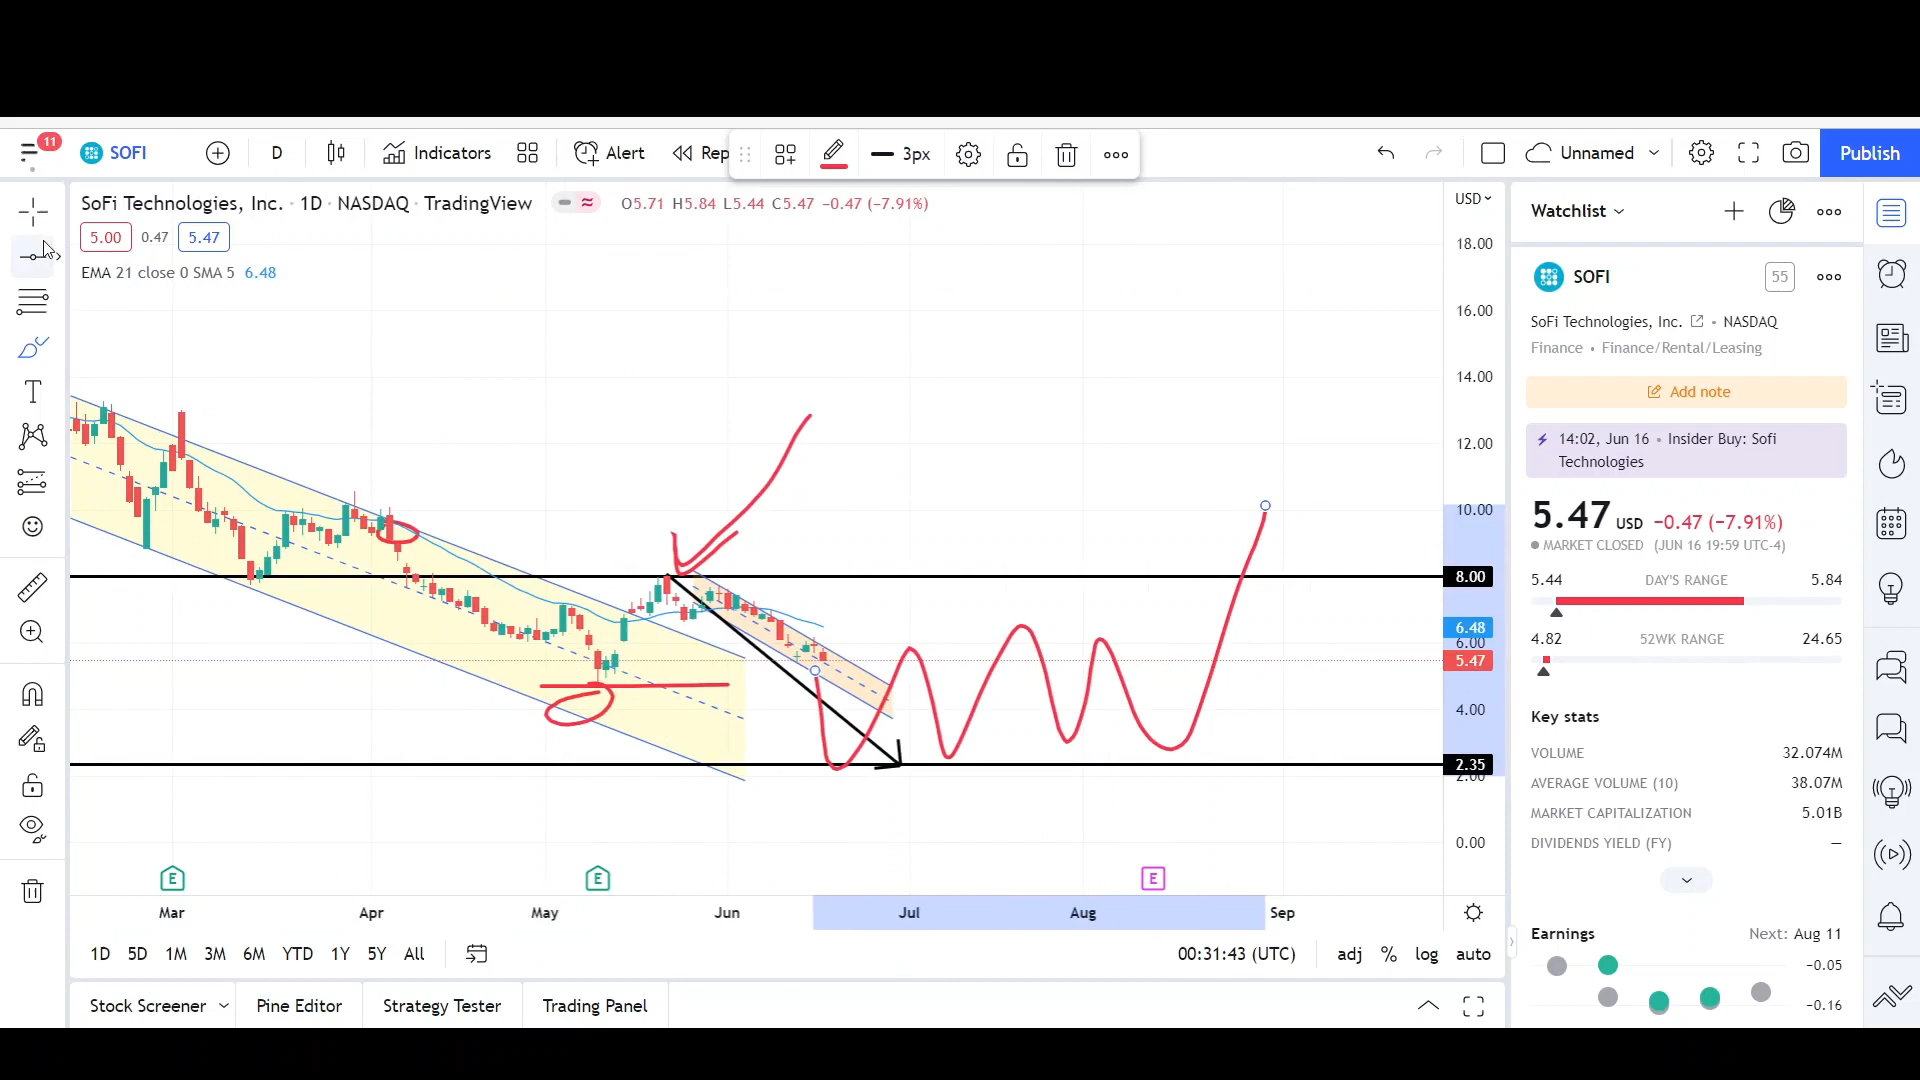 11
SOFI
D
Indicators
Alert
Rep
3px
Unnamed
Publish
SoFi Technologies, Inc. · 1D · NASDAQ · TradingView
O5.71 H5.84 L5.44 C5.47 −0.47 (−7.91%)
USD
5.00 0.47 5.47
EMA 21 close 0 SMA 5 6.48
18.00
16.00
14.00
12.00
10.00
8.00
6.48
6.00
5.47
4.00
2.35
2.00
0.00
E
E
E
Mar
Apr
May
Jun
Jul
Aug
Sep
1D 5D 1M 3M 6M YTD 1Y 5Y All
00:31:43 (UTC)
adj % log auto
Stock Screener
Pine Editor
Strategy Tester
Trading Panel
Watchlist
SOFI
55
SoFi Technologies, Inc. • NASDAQ
Finance • Finance/Rental/Leasing
Add note
14:02, Jun 16 • Insider Buy: Sofi
Technologies
5.47 USD −0.47 (−7.91%)
MARKET CLOSED (JUN 16 19:59 UTC-4)
5.44 DAY'S RANGE 5.84
4.82 52WK RANGE 24.65
Key stats
VOLUME 32.074M
AVERAGE VOLUME (10) 38.07M
MARKET CAPITALIZATION 5.01B
DIVIDENDS YIELD (FY) —
Earnings Next: Aug 11
−0.05
−0.16